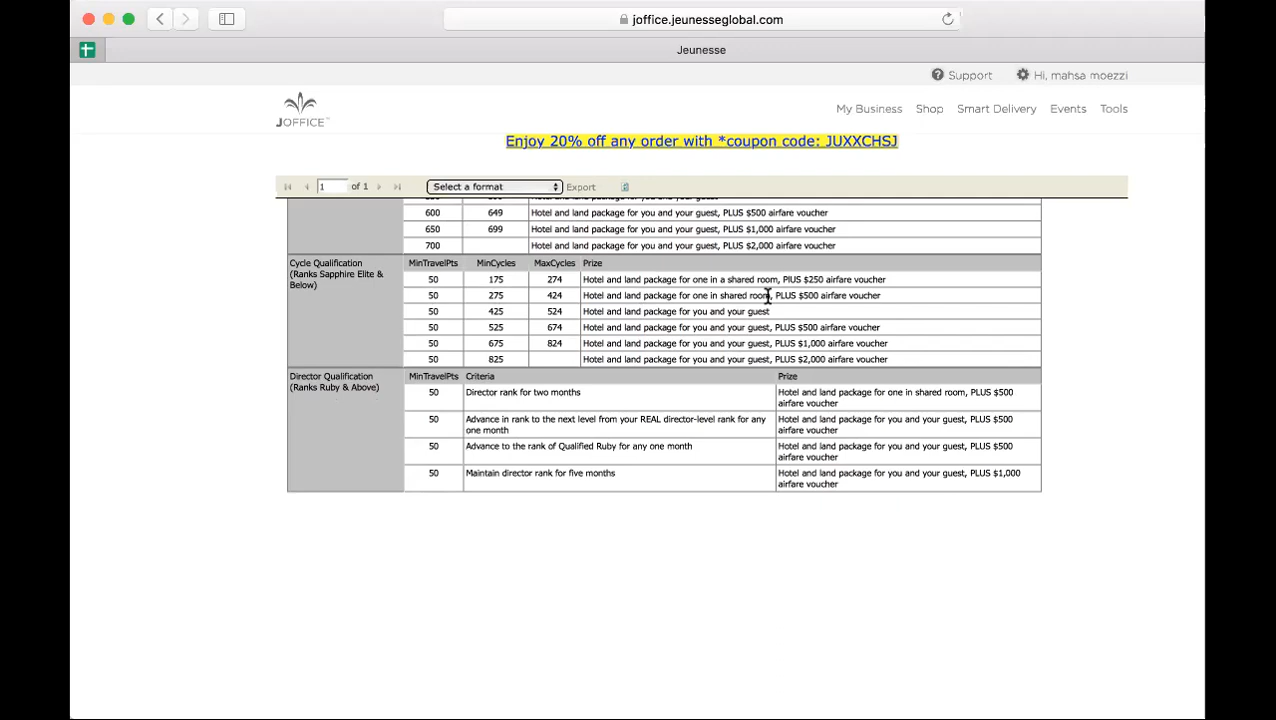 joffice.jeunesseglobal.com
Jeunesse
Support Hi, mahsa moezzi
JOFFICE™
My Business Shop Smart Delivery Events Tools
Enjoy 20% off any order with *coupon code: JUXXCHSJ
1 of 1 Select a format Export
Hotel and land package for you and your guest
600 649 Hotel and land package for you and your guest, PLUS $500 airfare voucher
650 699 Hotel and land package for you and your guest, PLUS $1,000 airfare voucher
700 Hotel and land package for you and your guest, PLUS $2,000 airfare voucher
Cycle Qualification (Ranks Sapphire Elite & Below) MinTravelPts MinCycles MaxCycles Prize
50 175 274 Hotel and land package for one in a shared room, PlUS $250 airfare voucher
50 275 424 Hotel and land package for one in shared room, PLUS $500 airfare voucher
50 425 524 Hotel and land package for you and your guest
50 525 674 Hotel and land package for you and your guest, PLUS $500 airfare voucher
50 675 824 Hotel and land package for you and your guest, PLUS $1,000 airfare voucher
50 825 Hotel and land package for you and your guest, PLUS $2,000 airfare voucher
Director Qualification (Ranks Ruby & Above) MinTravelPts Criteria Prize
50 Director rank for two months Hotel and land package for one in shared room, PLUS $500 airfare voucher
50 Advance in rank to the next level from your REAL director-level rank for any one month Hotel and land package for you and your guest, PLUS $500 airfare voucher
50 Advance to the rank of Qualified Ruby for any one month Hotel and land package for you and your guest, PLUS $500 airfare voucher
50 Maintain director rank for five months Hotel and land package for you and your guest, PLUS $1,000 airfare voucher